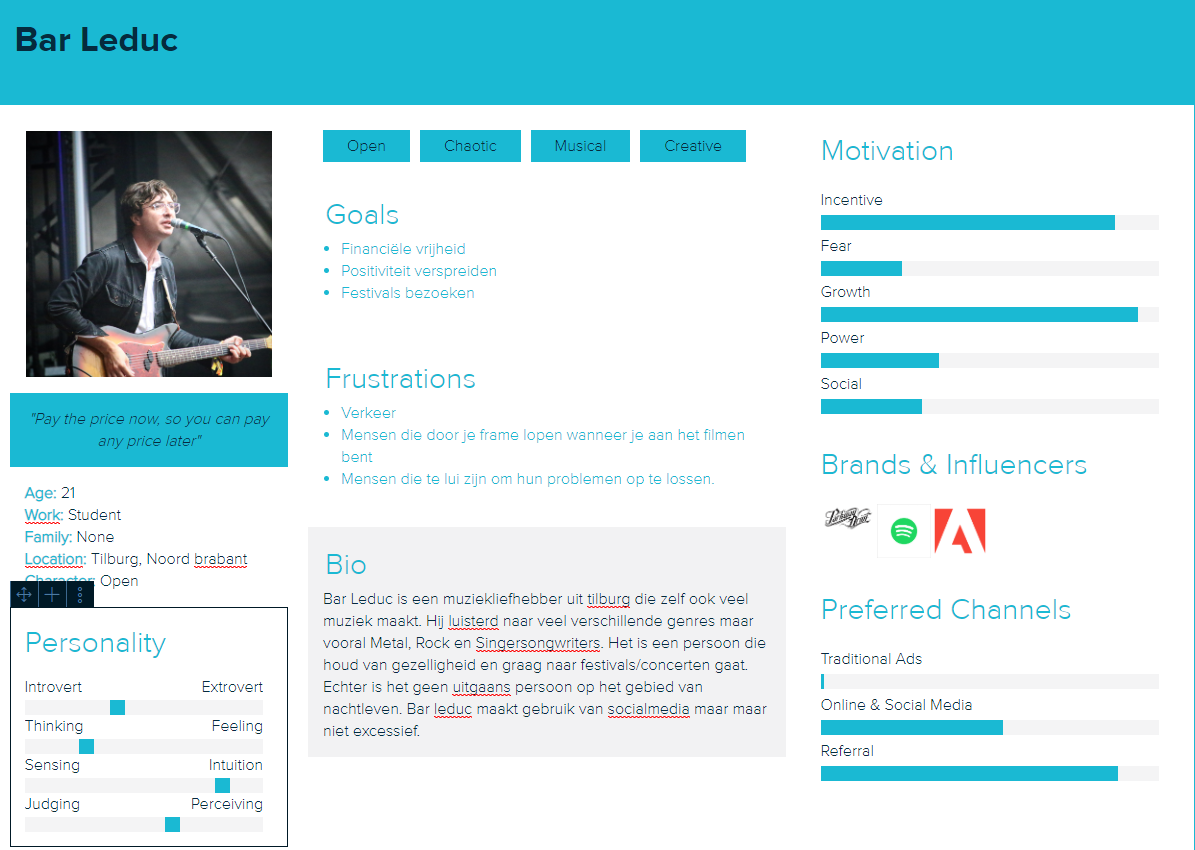 Bar Leduc
"Pay the price now, so you can pay
any price later"
Age: 21
Work: Student
Family: None
Location: Tilburg, Noord brabant
Character: Open
Personality
Introvert Extrovert
Thinking Feeling
Sensing Intuition
Judging Perceiving
Open Chaotic Musical Creative
Goals
Financiële vrijheid
Positiviteit verspreiden
Festivals bezoeken
Frustrations
Verkeer
Mensen die door je frame lopen wanneer je aan het filmen
bent
Mensen die te lui zijn om hun problemen op te lossen.
Bio
Bar Leduc is een muziekliefhebber uit tilburg die zelf ook veel
muziek maakt. Hij luisterd naar veel verschillende genres maar
vooral Metal, Rock en Singersongwriters. Het is een persoon die
houd van gezelligheid en graag naar festivals/concerten gaat.
Echter is het geen uitgaans persoon op het gebied van
nachtleven. Bar leduc maakt gebruik van socialmedia maar maar
niet excessief.
Motivation
Incentive
Fear
Growth
Power
Social
Brands & Influencers
Parkway Drive
Preferred Channels
Traditional Ads
Online & Social Media
Referral